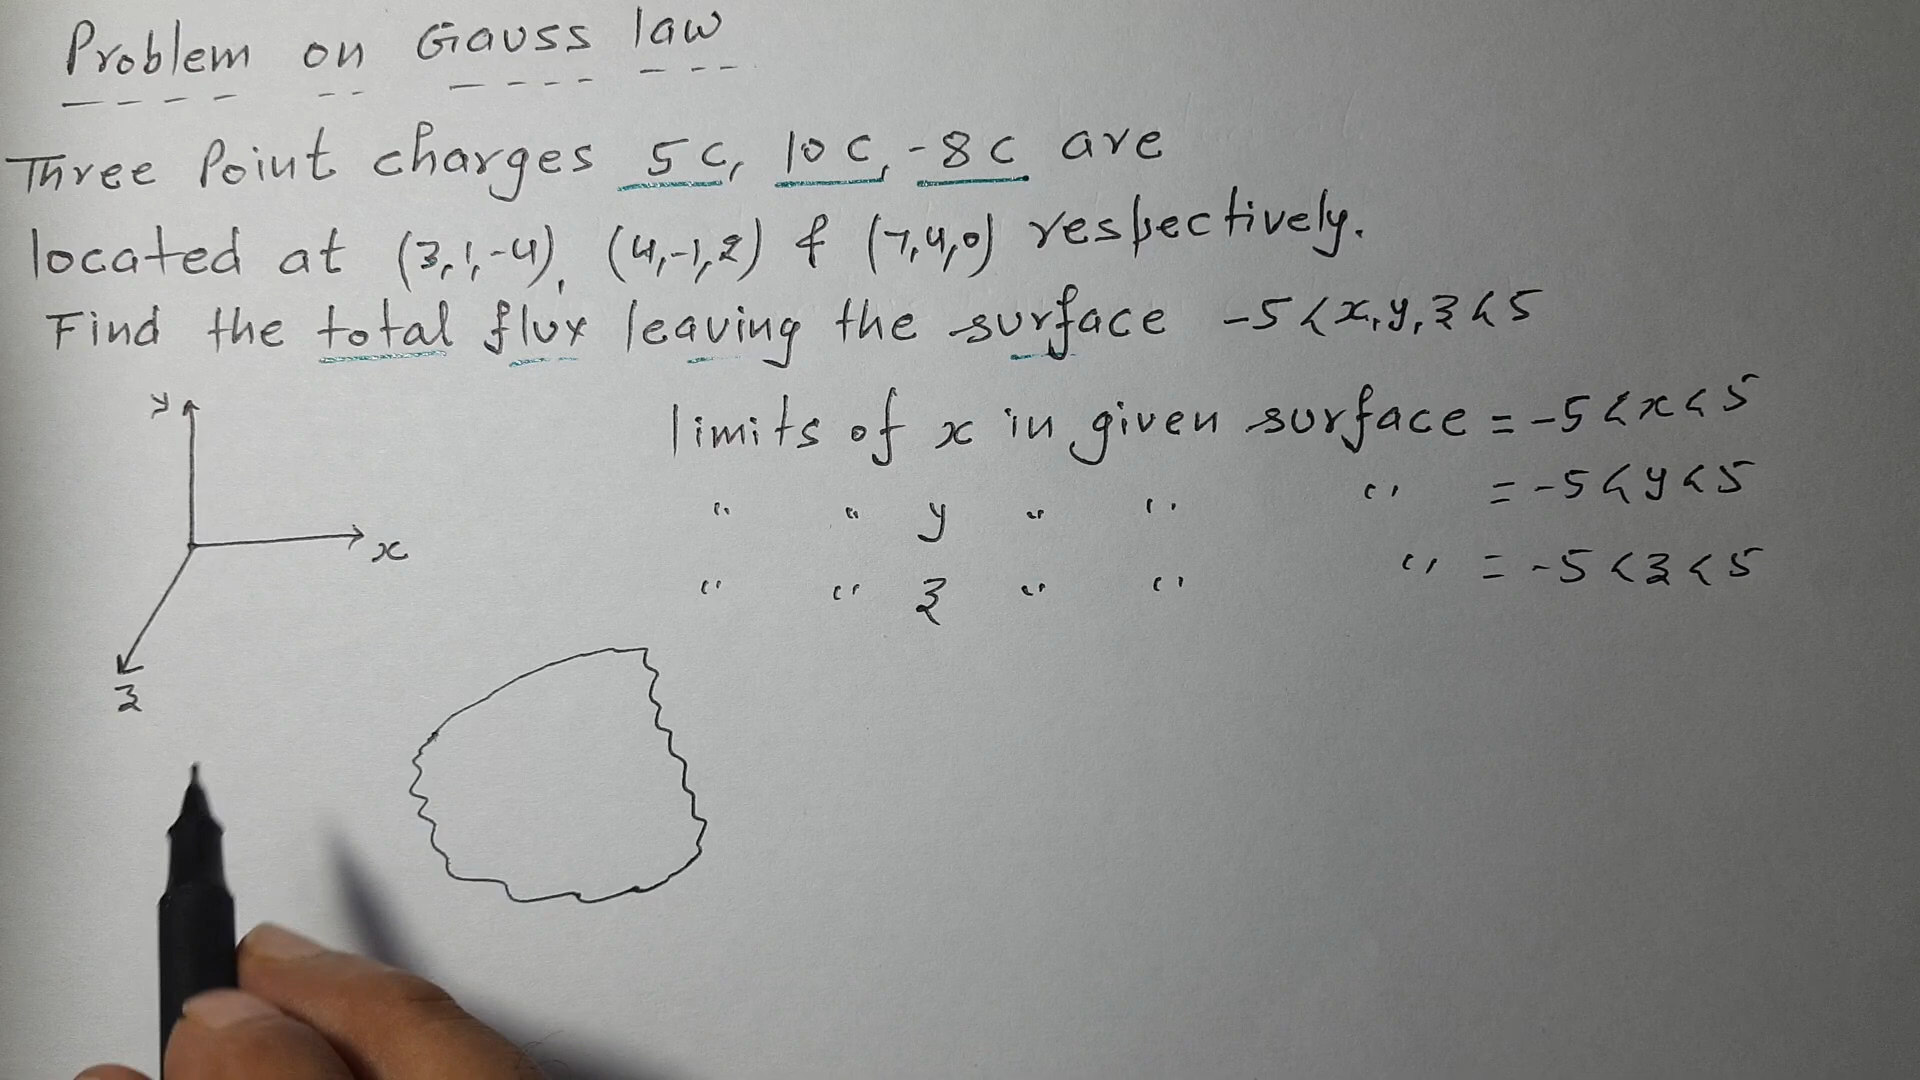 Problem on Gauss law
Three Point charges 5C, 10C, -8C are
located at (3,1,-4), (4,-1,2) & (7,4,0) respectively.
Find the total flux leaving the surface -5<x,y,z<5
limits of x in given surface = -5<x<5
" " y " " " = -5<y<5
" " z " " " = -5<z<5
y
x
z